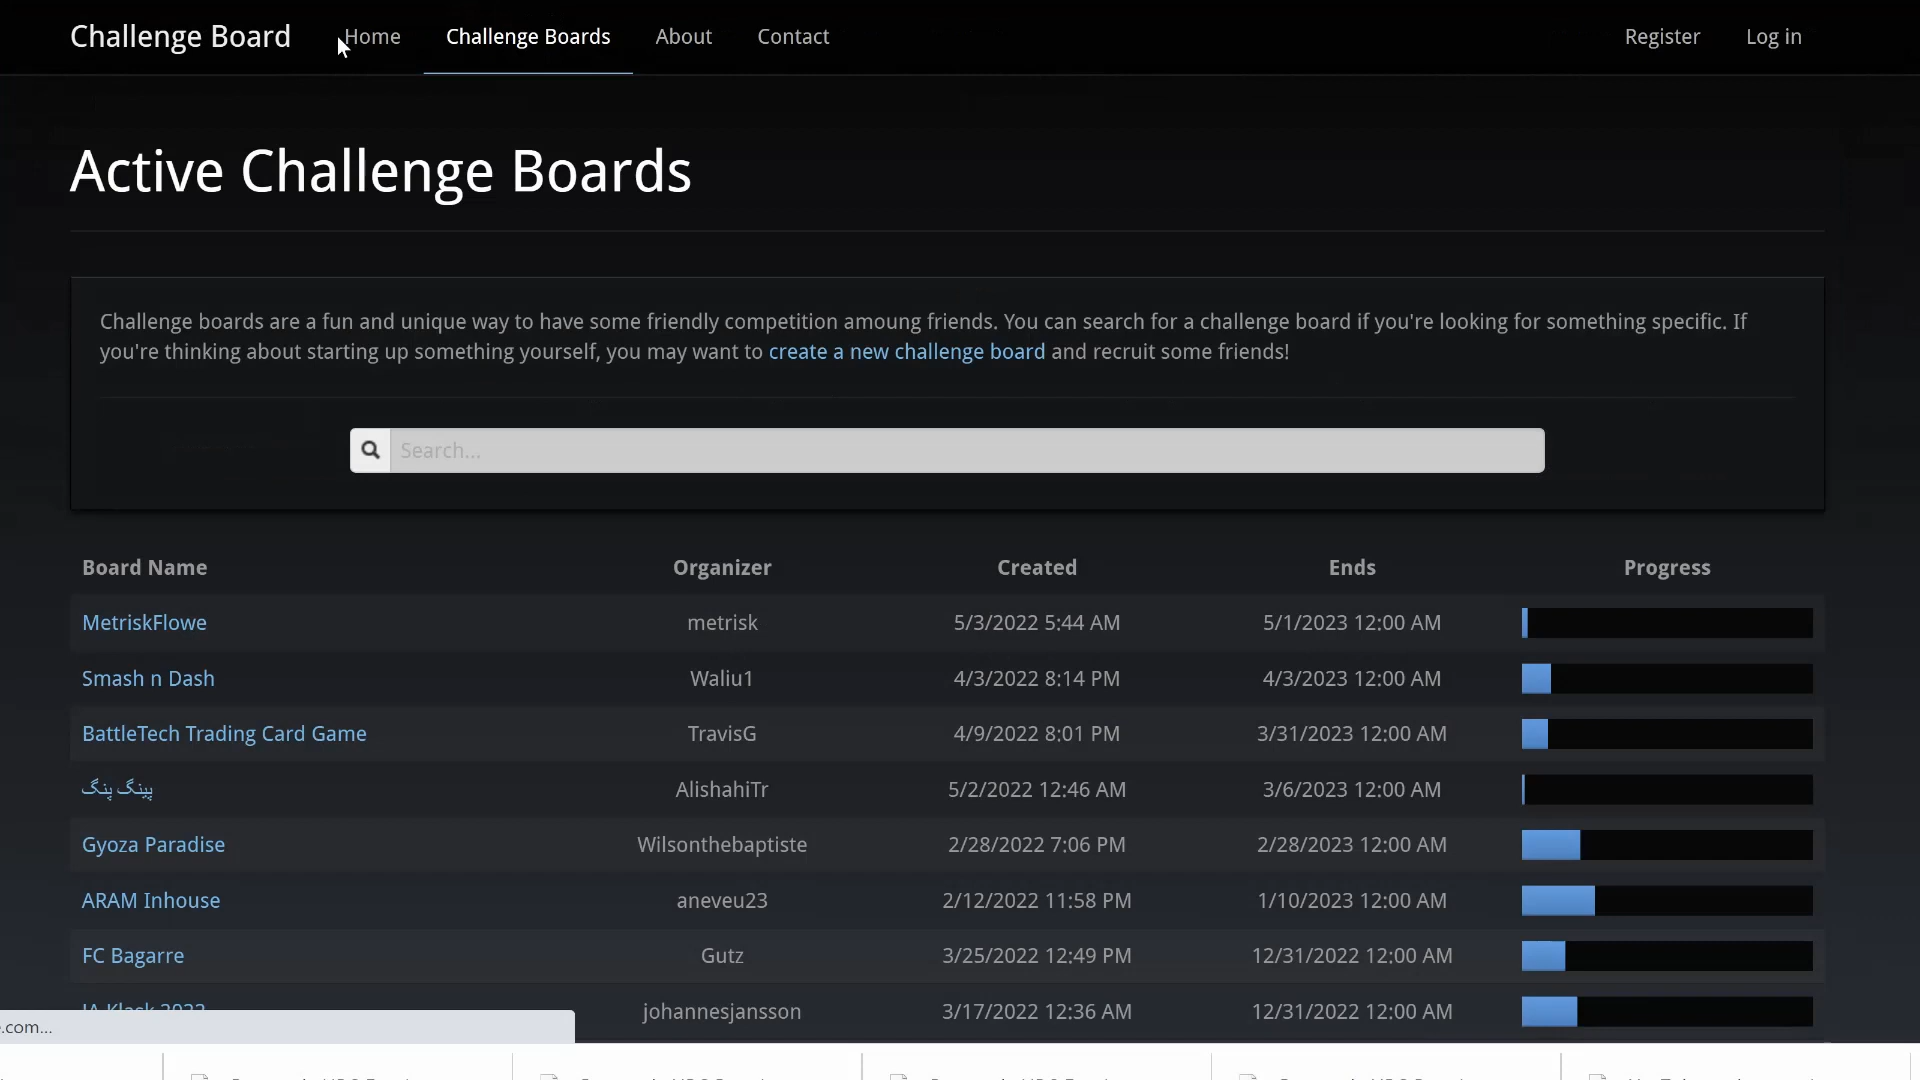 Challenge Board Home Challenge Boards About Contact Register Log in
Active Challenge Boards
Challenge boards are a fun and unique way to have some friendly competition amoung friends. You can search for a challenge board if you're looking for something specific. If
you're thinking about starting up something yourself, you may want to create a new challenge board and recruit some friends!
Search...
Board Name Organizer Created Ends Progress
MetriskFlowe metrisk 5/3/2022 5:44 AM 5/1/2023 12:00 AM
Smash n Dash Waliu1 4/3/2022 8:14 PM 4/3/2023 12:00 AM
BattleTech Trading Card Game TravisG 4/9/2022 8:01 PM 3/31/2023 12:00 AM
پینگ پنگ AlishahiTr 5/2/2022 12:46 AM 3/6/2023 12:00 AM
Gyoza Paradise Wilsonthebaptiste 2/28/2022 7:06 PM 2/28/2023 12:00 AM
ARAM Inhouse aneveu23 2/12/2022 11:58 PM 1/10/2023 12:00 AM
FC Bagarre Gutz 3/25/2022 12:49 PM 12/31/2022 12:00 AM
johannesjansson 3/17/2022 12:36 AM 12/31/2022 12:00 AM
.com...